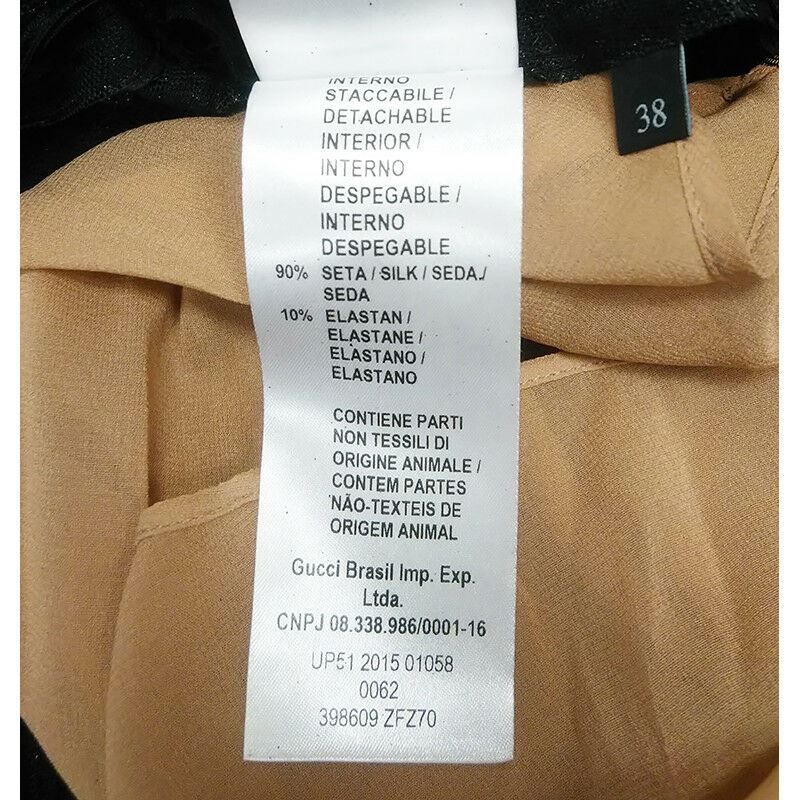 INTERNO
STACCABILE /
DETACHABLE
INTERIOR /
INTERNO
DESPEGABLE /
INTERNO
DESPEGABLE
90% SETA / SILK / SEDA /
SEDA
10% ELASTAN /
ELASTANE /
ELASTANO /
ELASTANO
CONTIENE PARTI
NON TESSILI DI
ORIGINE ANIMALE /
CONTEM PARTES
NÃO-TEXTEIS DE
ORIGEM ANIMAL
Gucci Brasil Imp. Exp.
Ltda.
CNPJ 08.338.986/0001-16
UP51 2015 01058
0062
398609 ZFZ70
38